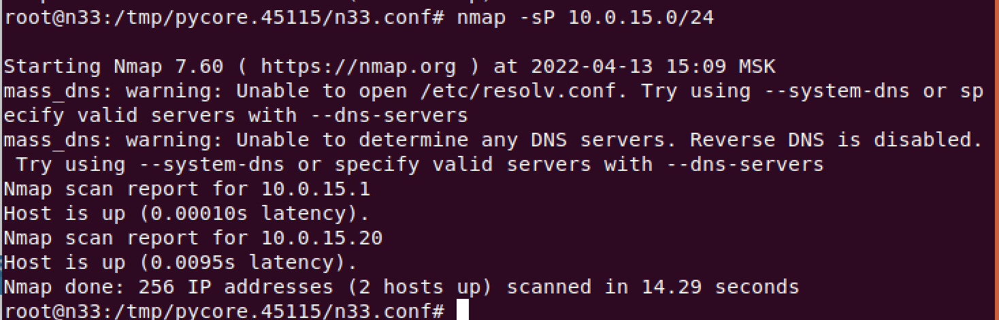 root@n33:/tmp/pycore.45115/n33.conf# nmap -sP 10.0.15.0/24
Starting Nmap 7.60 ( https://nmap.org ) at 2022-04-13 15:09 MSK
mass_dns: warning: Unable to open /etc/resolv.conf. Try using --system-dns or sp
ecify valid servers with --dns-servers
mass_dns: warning: Unable to determine any DNS servers. Reverse DNS is disabled.
 Try using --system-dns or specify valid servers with --dns-servers
Nmap scan report for 10.0.15.1
Host is up (0.00010s latency).
Nmap scan report for 10.0.15.20
Host is up (0.0095s latency).
Nmap done: 256 IP addresses (2 hosts up) scanned in 14.29 seconds
root@n33:/tmp/pycore.45115/n33.conf#